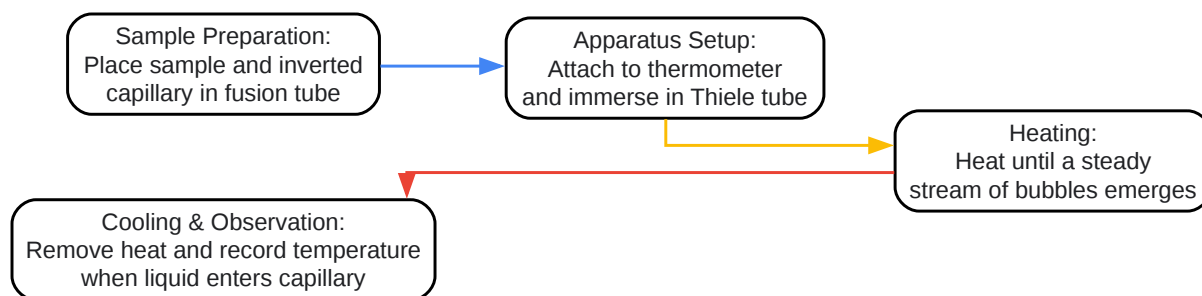 Sample Preparation:
Place sample and inverted
capillary in fusion tube
Apparatus Setup:
Attach to thermometer
and immerse in Thiele tube
Heating:
Heat until a steady
stream of bubbles emerges
Cooling & Observation:
Remove heat and record temperature
when liquid enters capillary